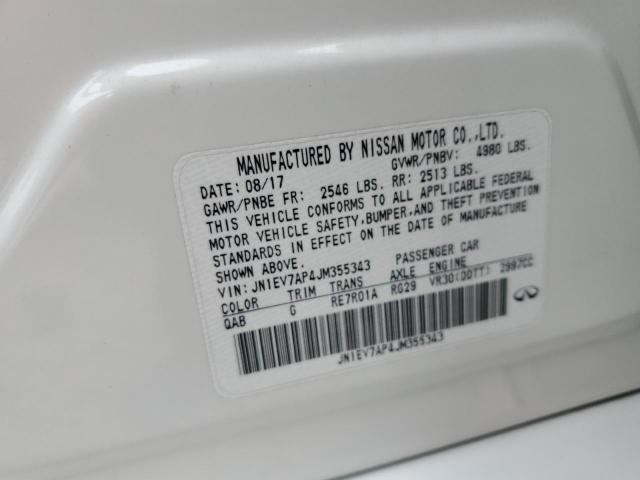 MANUFACTURED BY NISSAN MOTOR CO.,LTD.
DATE: 08/17 GVWR/PNBV: 4980 LBS.
GAWR/PNBE FR: 2546 LBS. RR: 2513 LBS.
THIS VEHICLE CONFORMS TO ALL APPLICABLE FEDERAL
MOTOR VEHICLE SAFETY,BUMPER,AND THEFT PREVENTION
STANDARDS IN EFFECT ON THE DATE OF MANUFACTURE
SHOWN ABOVE.
VIN: JN1EV7AP4JM355343 PASSENGER CAR
COLOR TRIM TRANS AXLE ENGINE
QAB G RE7R01A RG29 VR30(DDTT) 2997CC
JN1EV7AP4JM355343